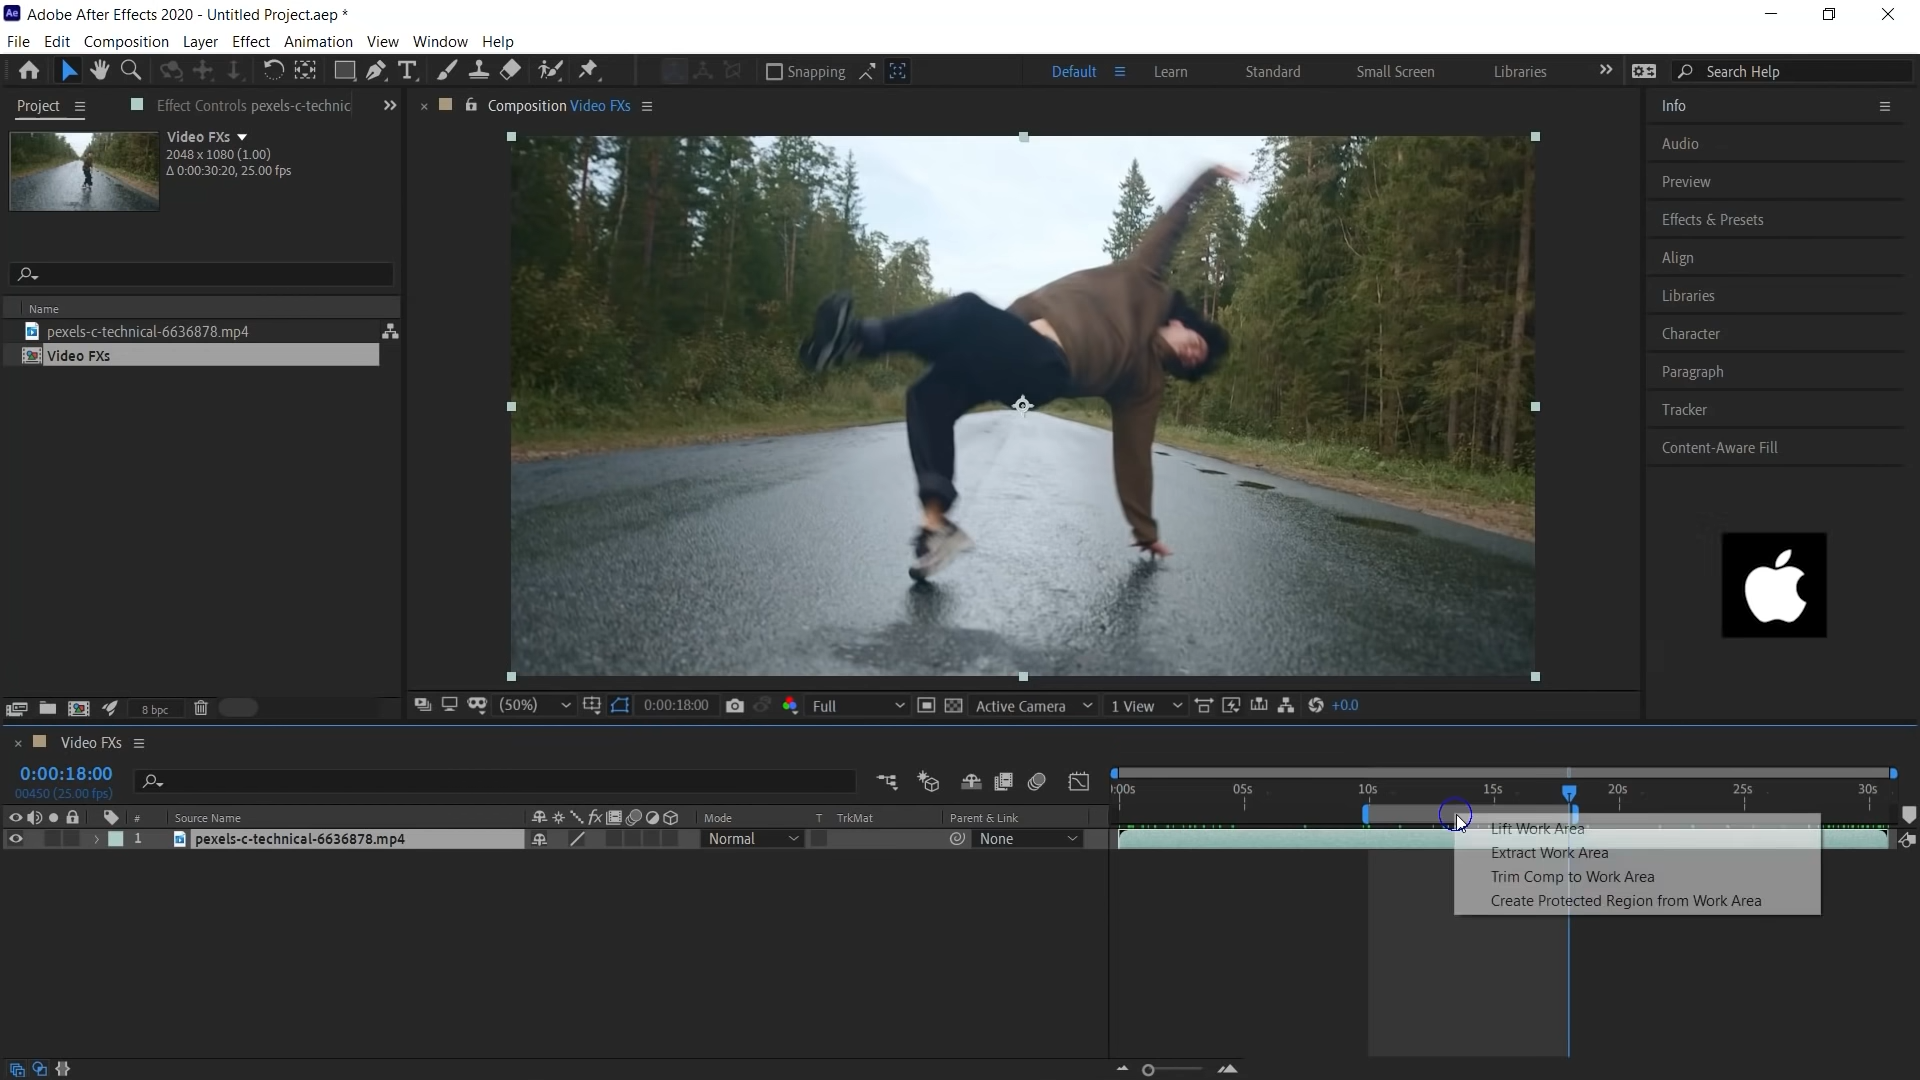 Adobe After Effects 2020 - Untitled Project.aep *
File Edit Composition Layer Effect Animation View Window Help
Snapping Default Learn Standard Small Screen Libraries Search Help
Project Effect Controls pexels-c-technic
Composition Video FXs
Video FXs
2048 x 1080 (1.00)
Δ 0:00:30:20, 25.00 fps
Name
pexels-c-technical-6636878.mp4
Video FXs
Info
Audio
Preview
Effects & Presets
Align
Libraries
Character
Paragraph
Tracker
Content-Aware Fill
8 bpc
(50%) 0:00:18:00 Full Active Camera 1 View +0.0
Video FXs
0:00:18:00
00450 (25.00 fps)
:00s 05s 10s 15s 20s 25s 30s
# Source Name Mode T TrkMat Parent & Link
1 pexels-c-technical-6636878.mp4 Normal None
Lift Work Area
Extract Work Area
Trim Comp to Work Area
Create Protected Region from Work Area